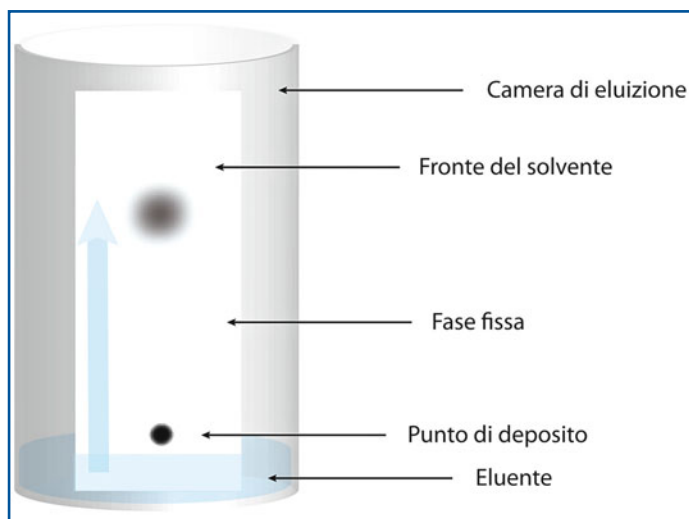 Camera di eluizione
Fronte del solvente
Fase fissa
Punto di deposito
Eluente